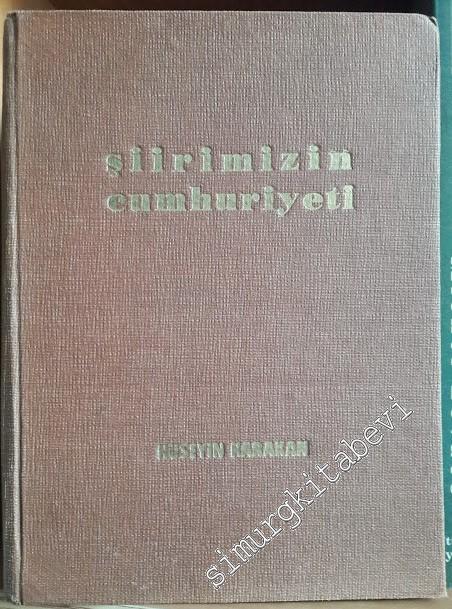 şiirimizin
cumhuriyeti
HÜSEYİN KARAKAN
simurgkitabevi